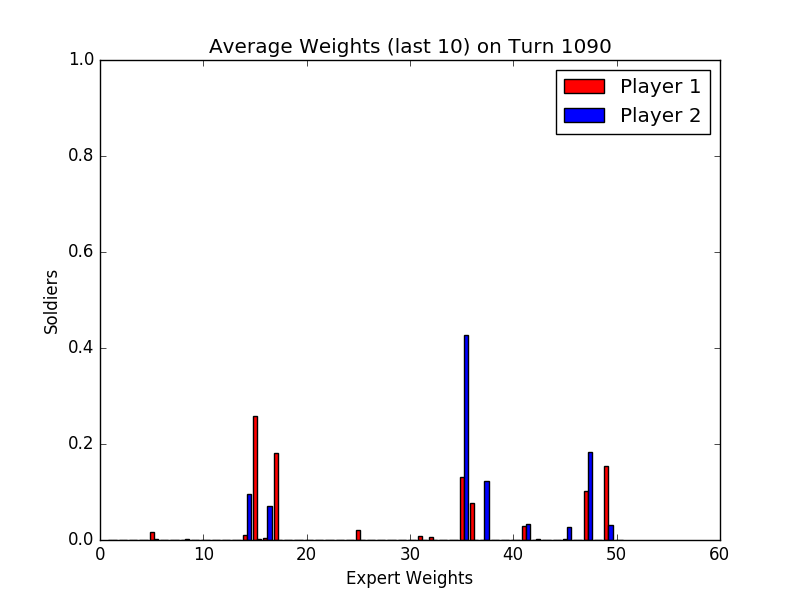 Average Weights (last 10) on Turn 1090
1.0
Player 1
Player 2
0.8
0.6
0.4
0.2
0.0
Soldiers
0 10 20 30 40 50 60
Expert Weights